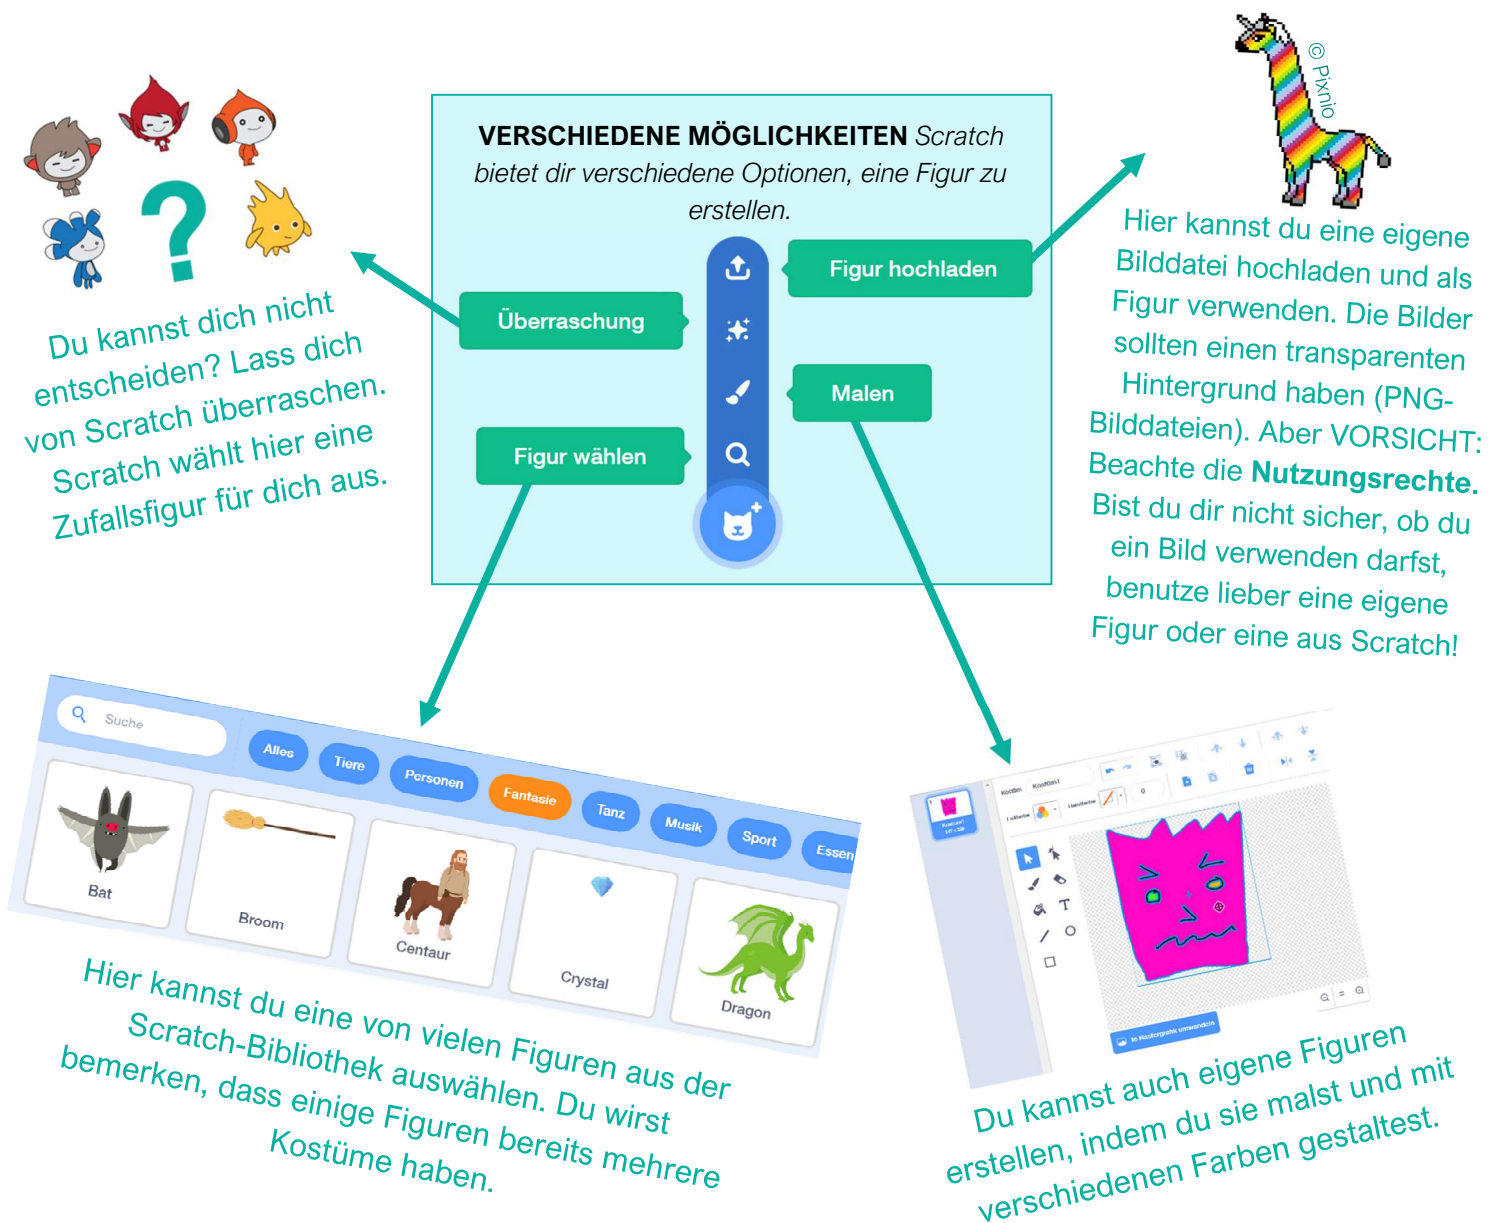 © Pixnio
VERSCHIEDENE MÖGLICHKEITEN Scratch
bietet dir verschiedene Optionen, eine Figur zu
erstellen.
Figur hochladen
Überraschung
Malen
Figur wählen
Du kannst dich nicht
entscheiden? Lass dich
von Scratch überraschen.
Scratch wählt hier eine
Zufallsfigur für dich aus.
Hier kannst du eine eigene
Bilddatei hochladen und als
Figur verwenden. Die Bilder
sollten einen transparenten
Hintergrund haben (PNG-
Bilddateien). Aber VORSICHT:
Beachte die Nutzungsrechte.
Bist du dir nicht sicher, ob du
ein Bild verwenden darfst,
benutze lieber eine eigene
Figur oder eine aus Scratch!
Suche
Alles
Tiere
Personen
Fantasie
Tanz
Musik
Sport
Essen
Bat
Broom
Centaur
Crystal
Dragon
Hier kannst du eine von vielen Figuren aus der
Scratch-Bibliothek auswählen. Du wirst
bemerken, dass einige Figuren bereits mehrere
Kostüme haben.
Kostüm
Kostüm1
0
T
In Rastergrafik umwandeln
Du kannst auch eigene Figuren
erstellen, indem du sie malst und mit
verschiedenen Farben gestaltest.